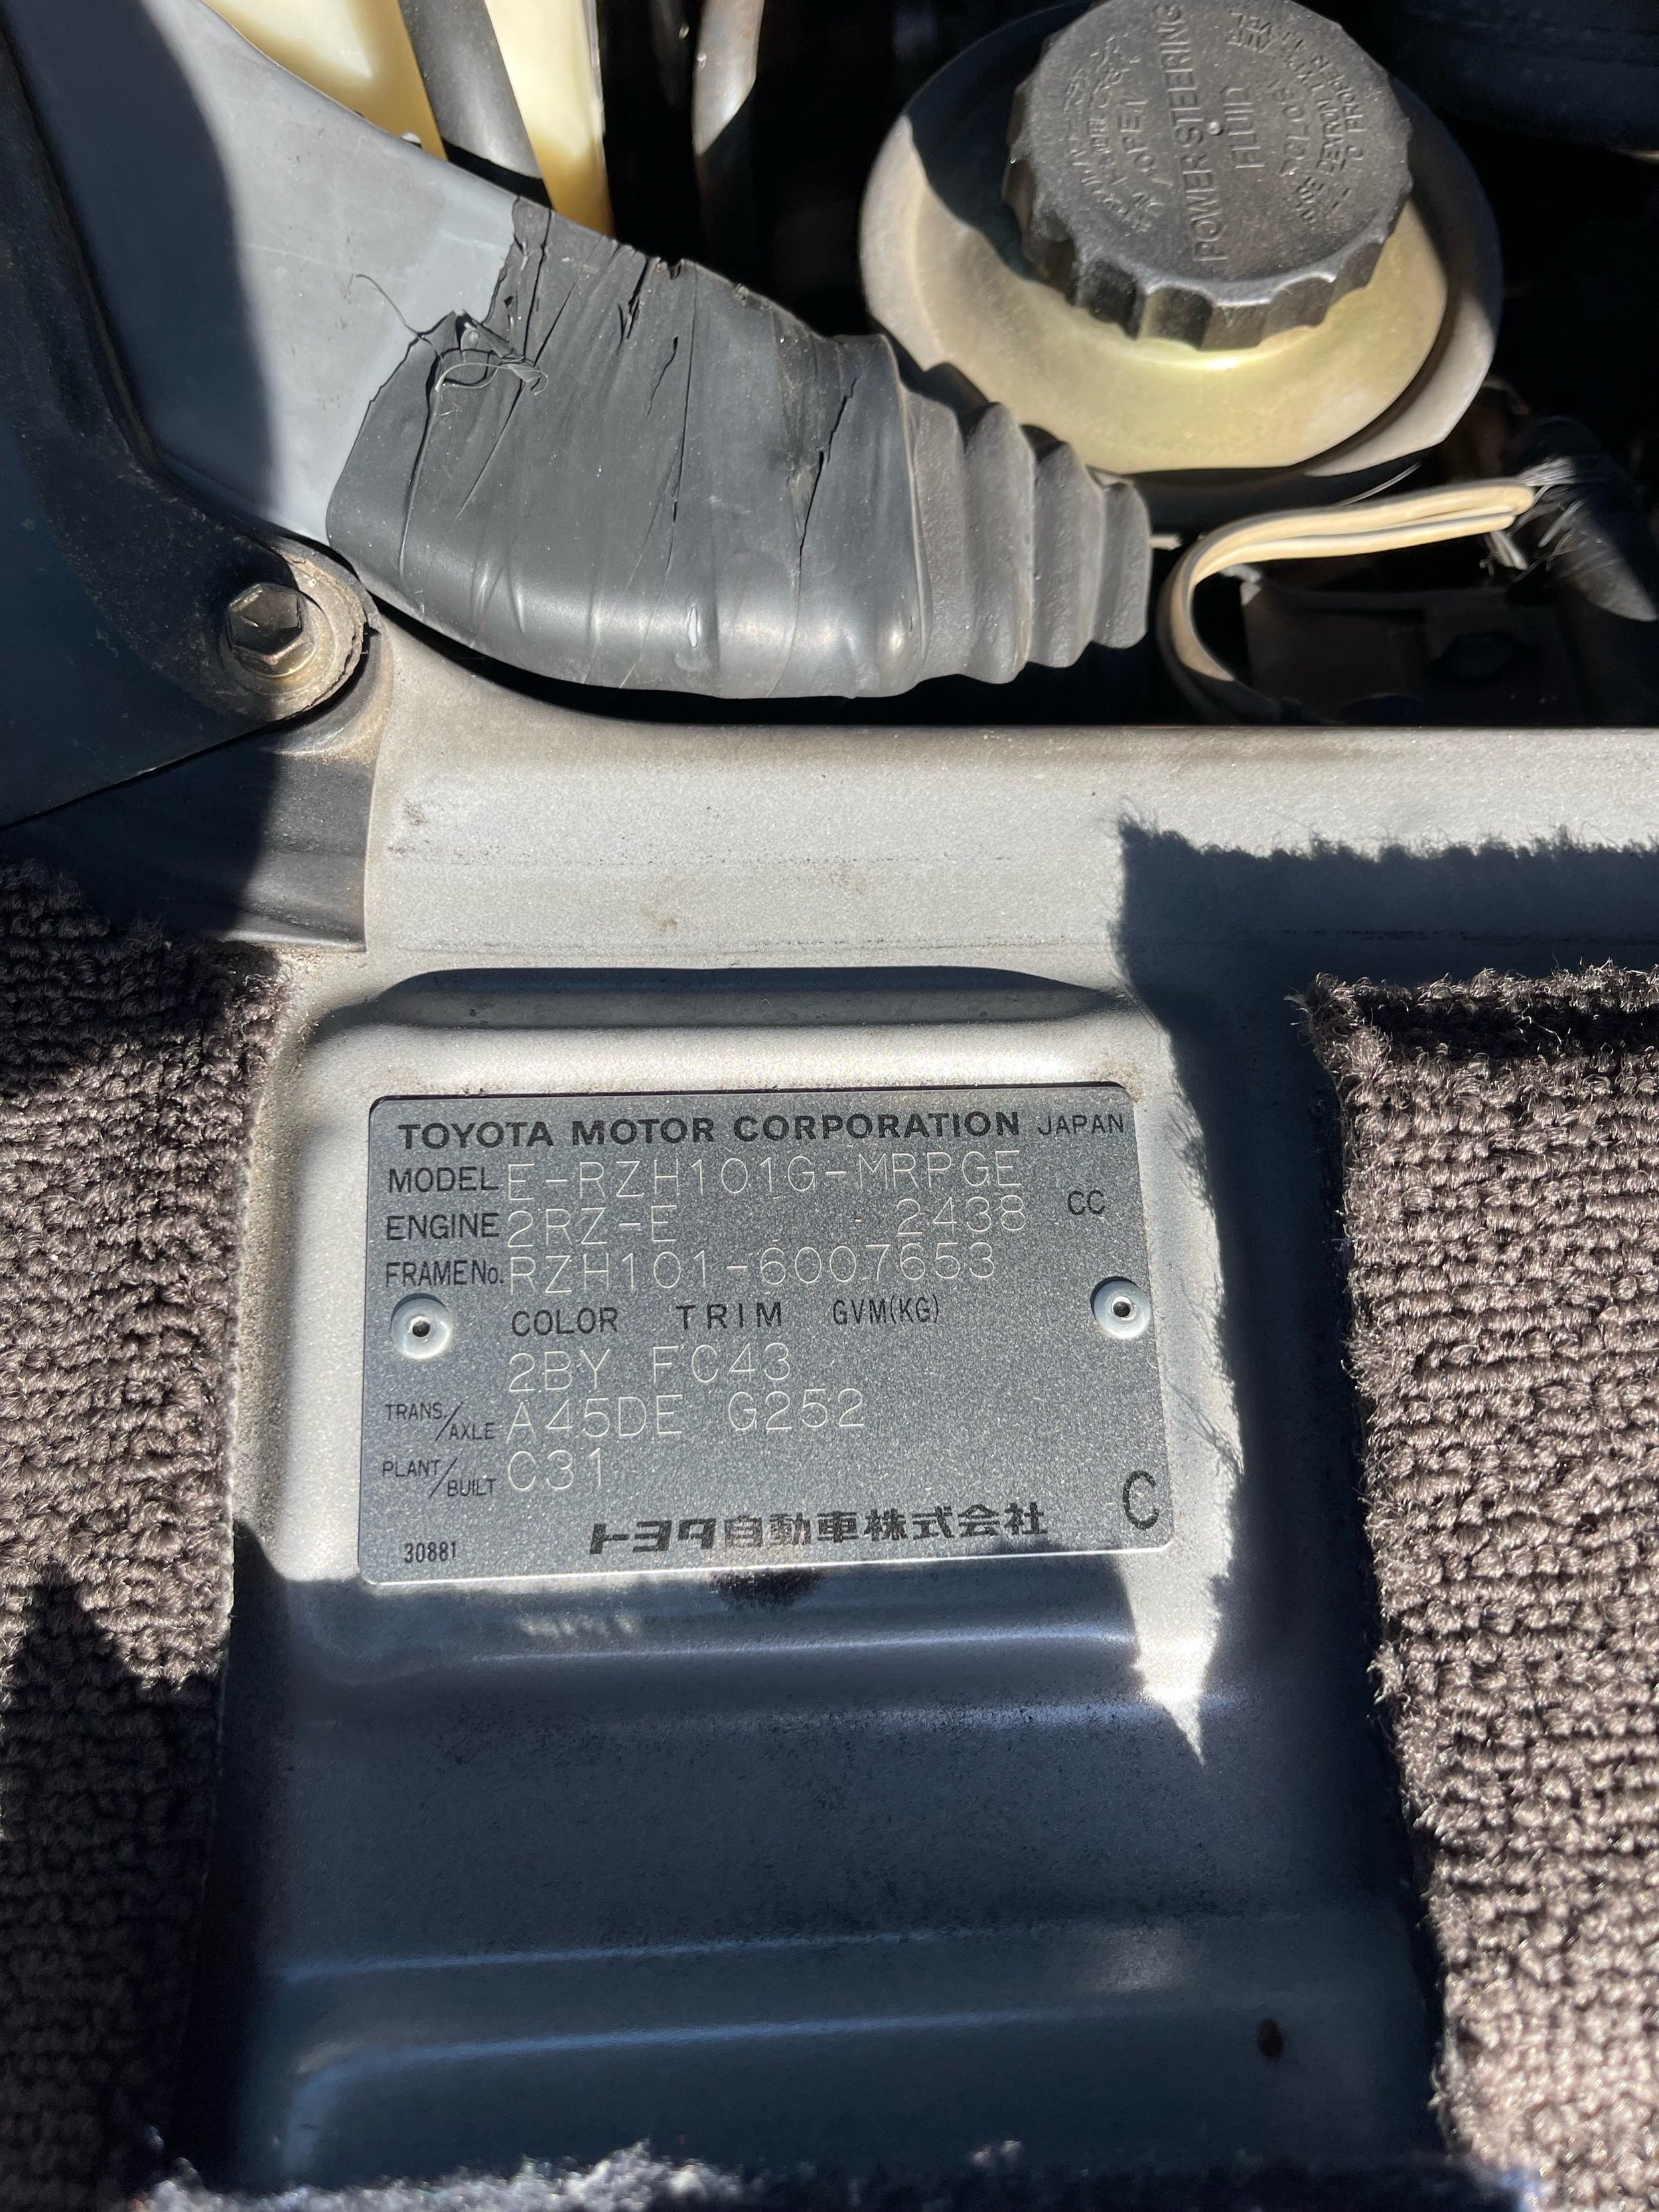 POWER STEERING
FLUID
TOYOTA MOTOR CORPORATION JAPAN
MODEL E-RZH101G-MRPGE
ENGINE 2RZ-E 2438 CC
FRAME No. RZH101-6007653
COLOR TRIM GVM(KG)
2BY FC43
TRANS./AXLE A45DE G252
PLANT/BUILT C31
トヨタ自動車株式会社 C
30881